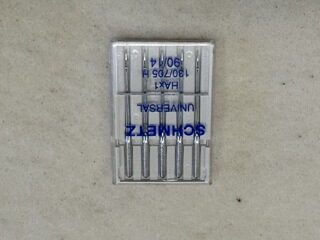 SCHMETZ
UNIVERSAL
HAx1
130/705 H
90/14